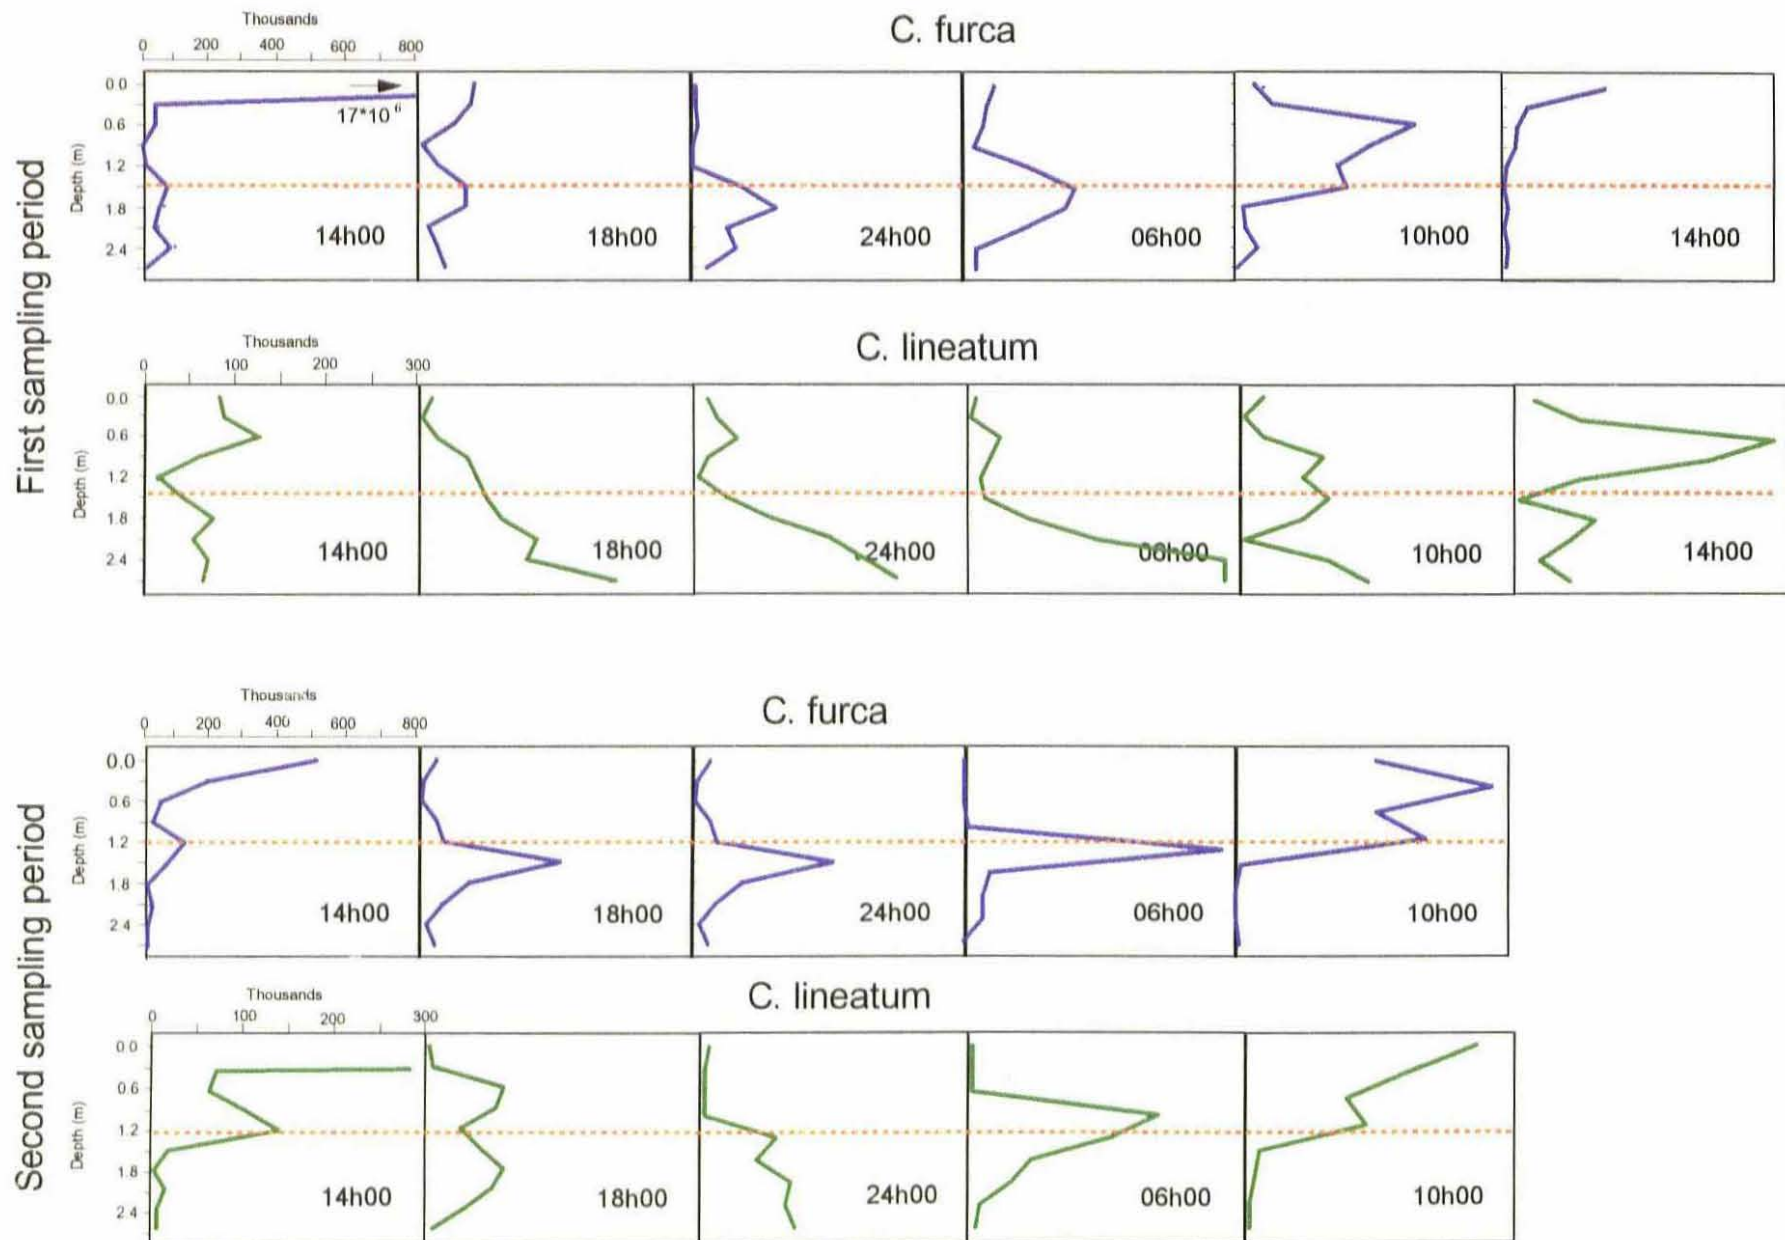 First sampling period
C. furca
Thousands
0 200 400 600 800
Depth (m)
0.0
0.6
1.2
1.8
2.4
17*10^6
14h00 18h00 24h00 06h00 10h00 14h00
C. lineatum
Thousands
0 100 200 300
Depth (m)
0.0
0.6
1.2
1.8
2.4
14h00 18h00 24h00 06h00 10h00 14h00
Second sampling period
C. furca
Thousands
0 200 400 600 800
Depth (m)
0.0
0.6
1.2
1.8
2.4
14h00 18h00 24h00 06h00 10h00
C. lineatum
Thousands
0 100 200 300
Depth (m)
0.0
0.6
1.2
1.8
2.4
14h00 18h00 24h00 06h00 10h00